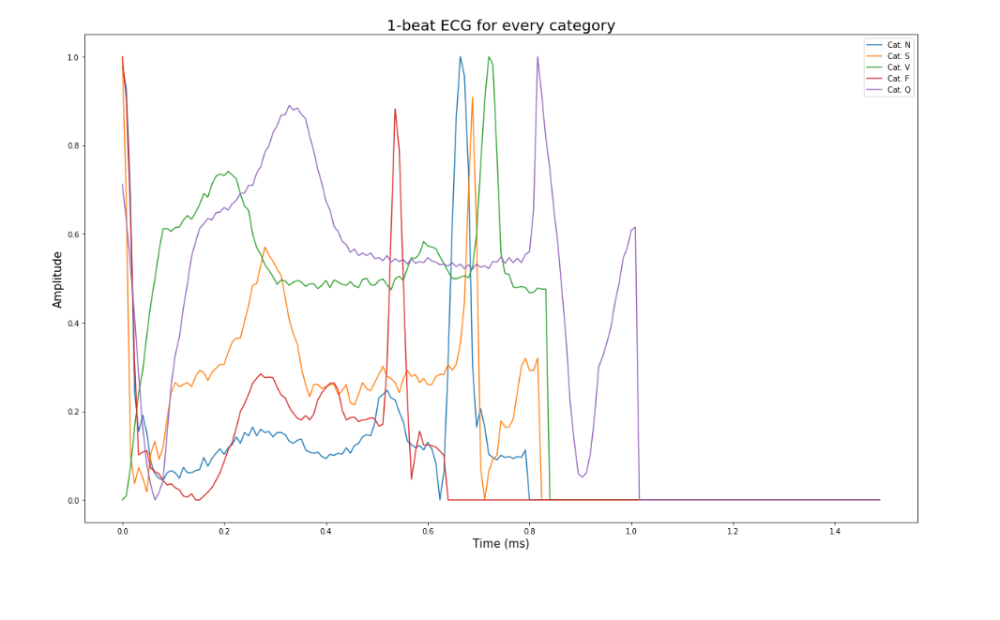 1-beat ECG for every category
Cat. N
Cat. S
Cat. V
Cat. F
Cat. Q
1.0
0.8
0.6
0.4
0.2
0.0
Amplitude
0.0 0.2 0.4 0.6 0.8 1.0 1.2 1.4
Time (ms)